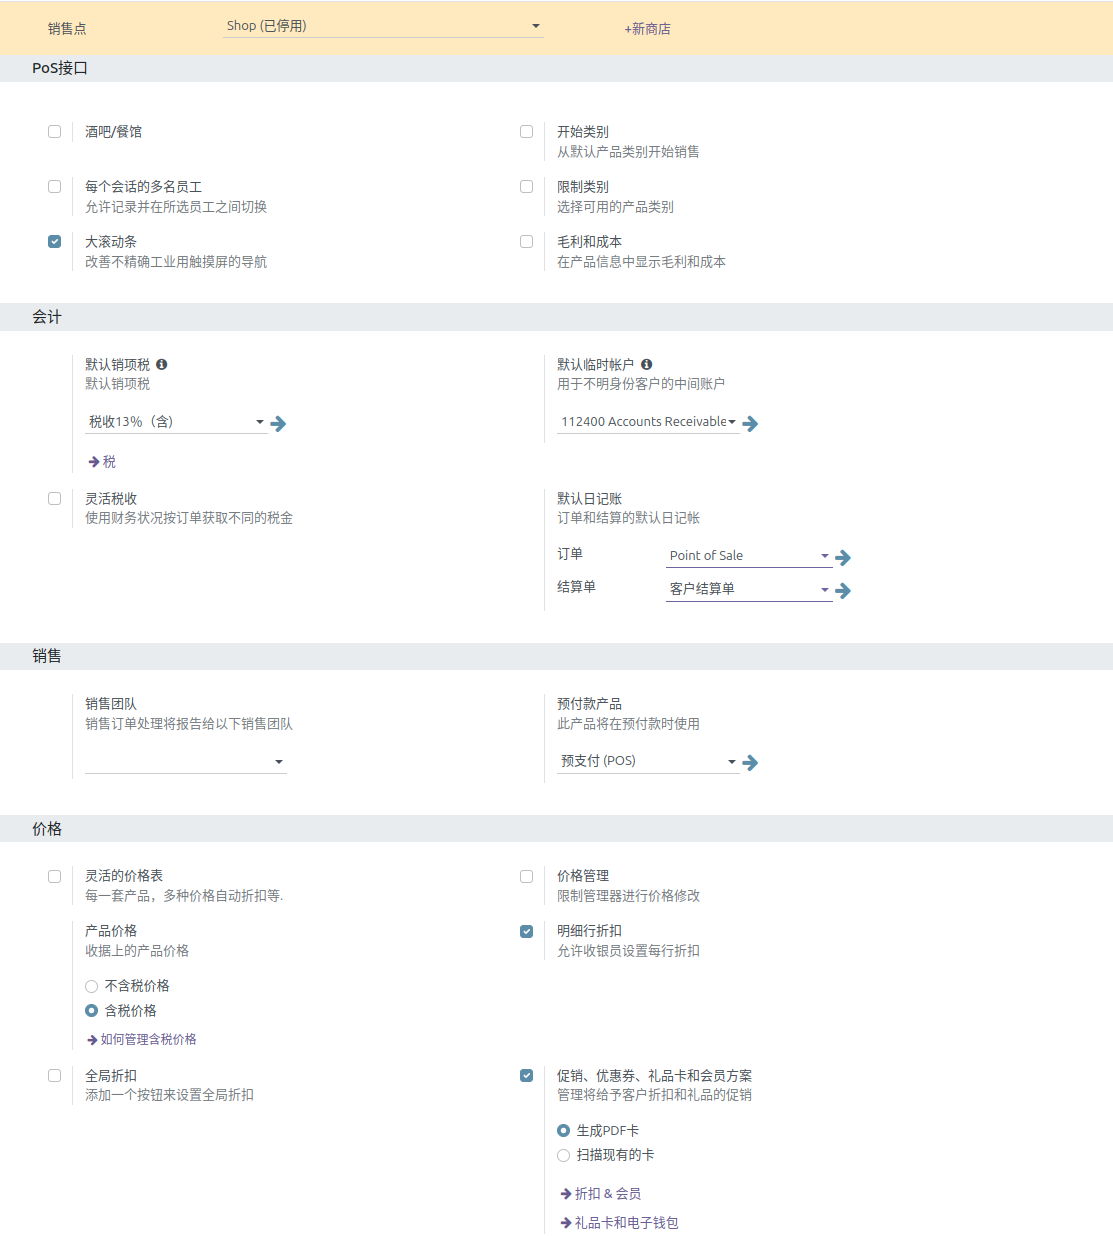 销售点
Shop (已停用)
+新商店
PoS接口
酒吧/餐馆
开始类别
从默认产品类别开始销售
每个会话的多名员工
允许记录并在所选员工之间切换
限制类别
选择可用的产品类别
大滚动条
改善不精确工业用触摸屏的导航
毛利和成本
在产品信息中显示毛利和成本
会计
默认销项税
默认销项税
税收13％（含）
税
默认临时帐户
用于不明身份客户的中间账户
112400 Accounts Receivable
灵活税收
使用财务状况按订单获取不同的税金
默认日记账
订单和结算的默认日记帐
订单
Point of Sale
结算单
客户结算单
销售
销售团队
销售订单处理将报告给以下销售团队
预付款产品
此产品将在预付款时使用
预支付 (POS)
价格
灵活的价格表
每一套产品，多种价格自动折扣等.
价格管理
限制管理器进行价格修改
产品价格
收据上的产品价格
不含税价格
含税价格
如何管理含税价格
明细行折扣
允许收银员设置每行折扣
全局折扣
添加一个按钮来设置全局折扣
促销、优惠券、礼品卡和会员方案
管理将给予客户折扣和礼品的促销
生成PDF卡
扫描现有的卡
折扣 & 会员
礼品卡和电子钱包